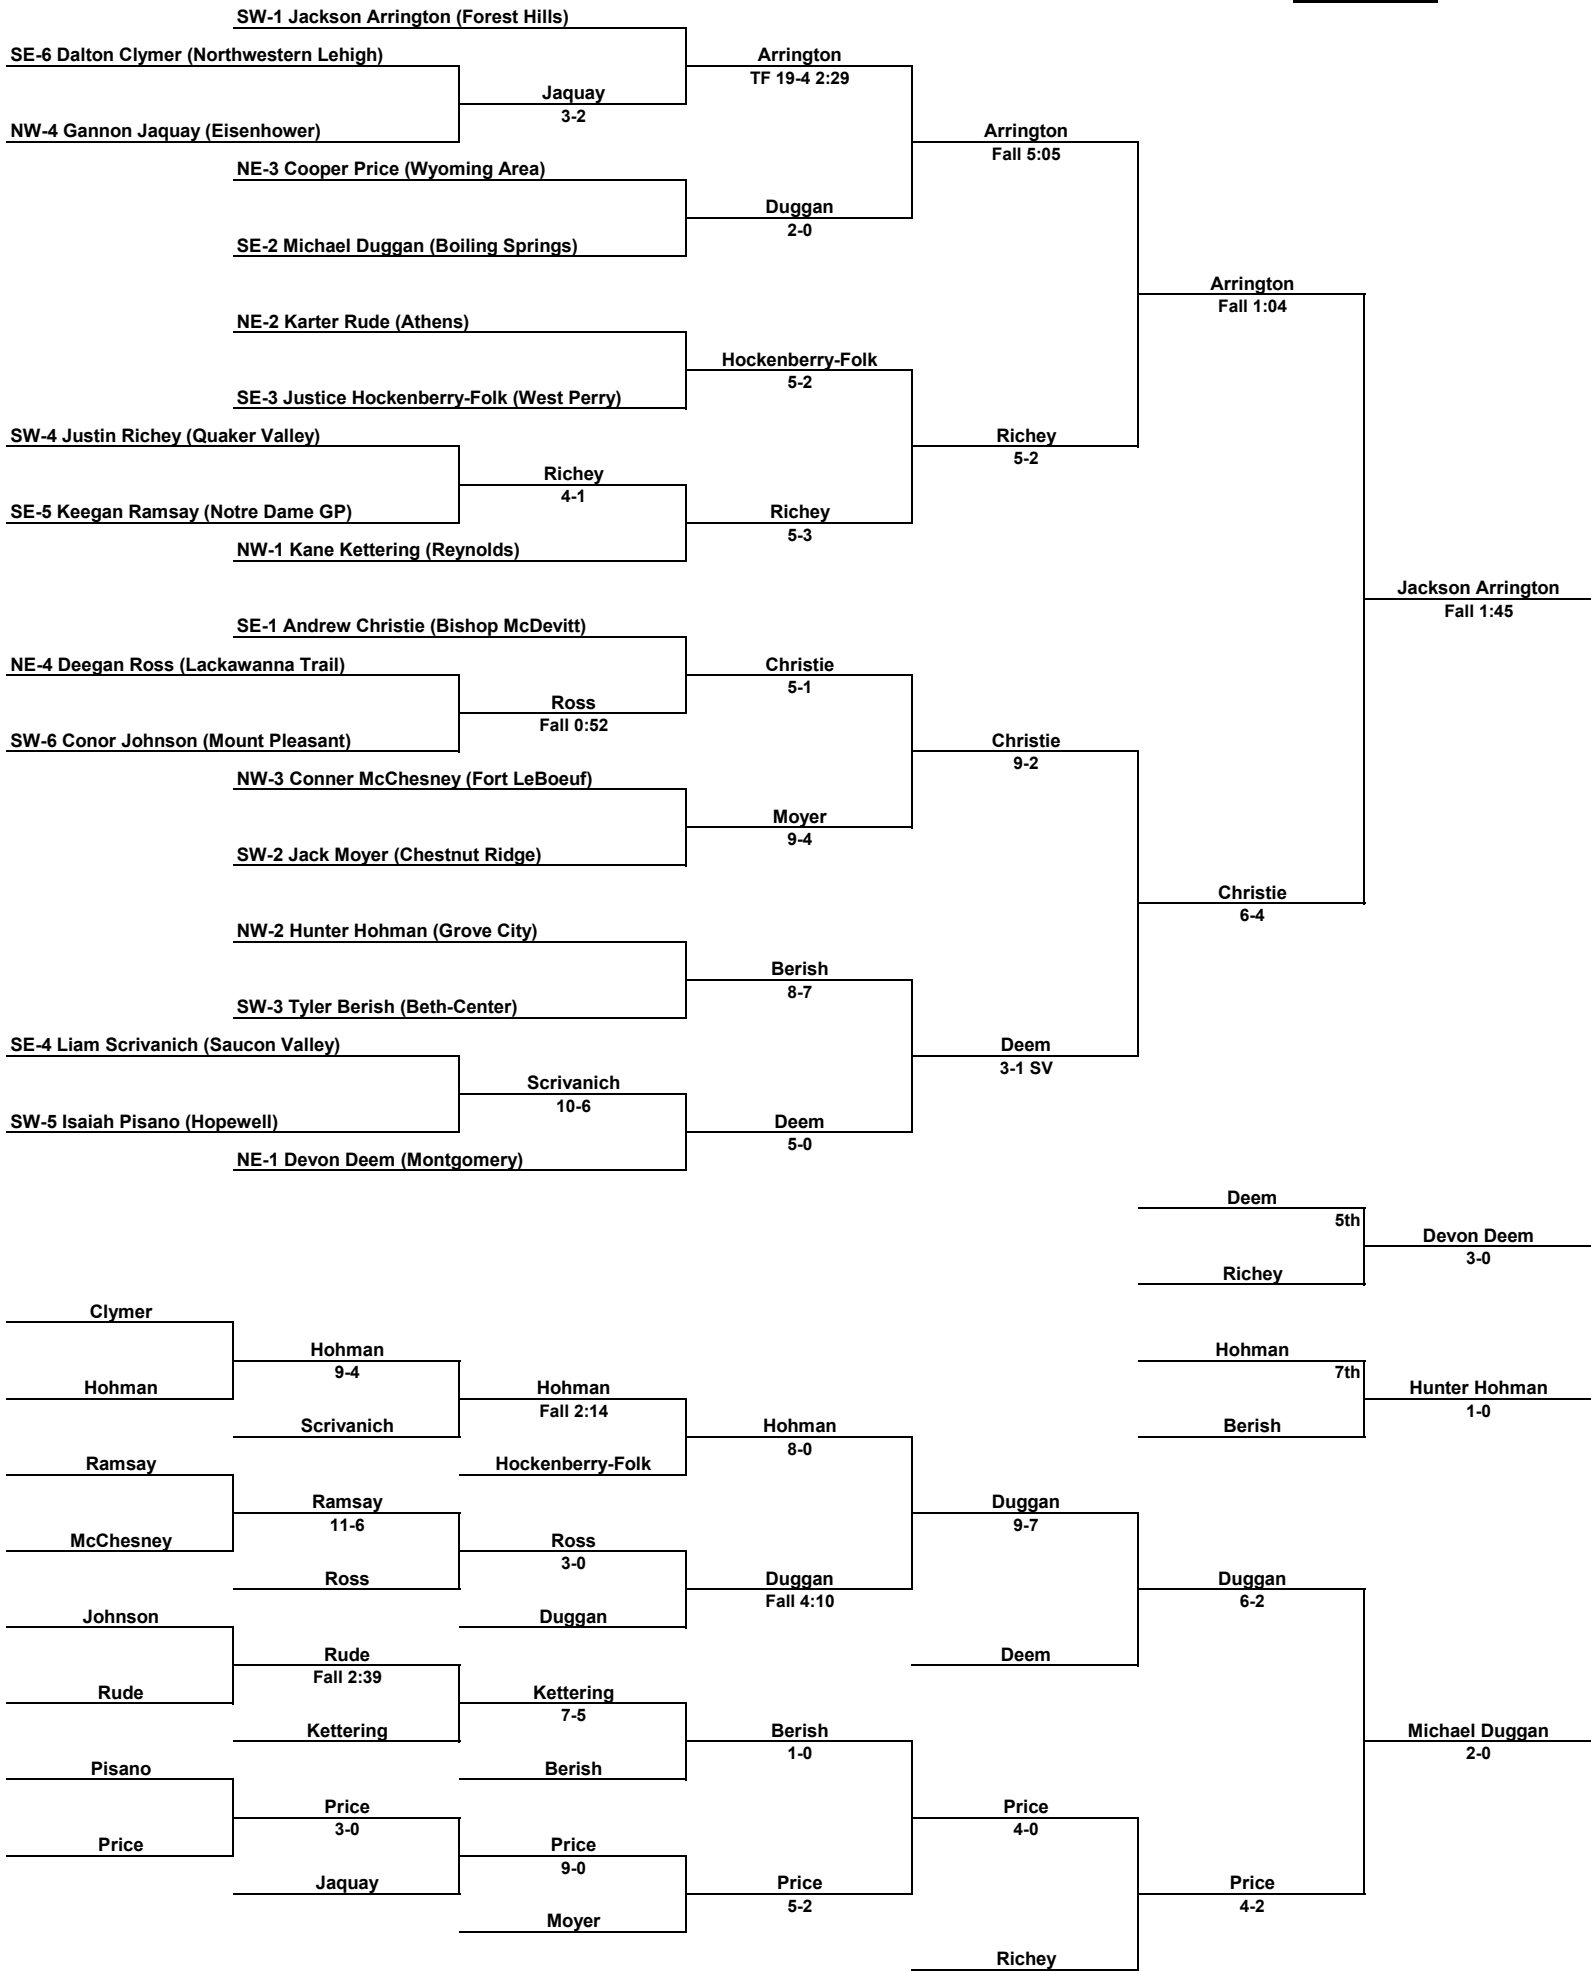 SW-1 Jackson Arrington (Forest Hills)
SE-6 Dalton Clymer (Northwestern Lehigh)
Arrington
TF 19-4 2:29
Jaquay
3-2
NW-4 Gannon Jaquay (Eisenhower)
Arrington
Fall 5:05
NE-3 Cooper Price (Wyoming Area)
Duggan
2-0
SE-2 Michael Duggan (Boiling Springs)
Arrington
Fall 1:04
NE-2 Karter Rude (Athens)
Hockenberry-Folk
5-2
SE-3 Justice Hockenberry-Folk (West Perry)
SW-4 Justin Richey (Quaker Valley)
Richey
5-2
Richey
4-1
SE-5 Keegan Ramsay (Notre Dame GP)
Richey
5-3
NW-1 Kane Kettering (Reynolds)
Jackson Arrington
Fall 1:45
SE-1 Andrew Christie (Bishop McDevitt)
NE-4 Deegan Ross (Lackawanna Trail)
Christie
5-1
Ross
Fall 0:52
SW-6 Conor Johnson (Mount Pleasant)
Christie
9-2
NW-3 Conner McChesney (Fort LeBoeuf)
Moyer
9-4
SW-2 Jack Moyer (Chestnut Ridge)
Christie
6-4
NW-2 Hunter Hohman (Grove City)
Berish
8-7
SW-3 Tyler Berish (Beth-Center)
SE-4 Liam Scrivanich (Saucon Valley)
Deem
3-1 SV
Scrivanich
10-6
SW-5 Isaiah Pisano (Hopewell)
Deem
5-0
NE-1 Devon Deem (Montgomery)
Deem
5th
Devon Deem
3-0
Richey
Clymer
Hohman
9-4
Hohman
7th
Hohman
Hohman
Fall 2:14
Hunter Hohman
1-0
Scrivanich
Hohman
8-0
Berish
Ramsay
Hockenberry-Folk
Ramsay
11-6
Duggan
9-7
McChesney
Ross
3-0
Ross
Duggan
Fall 4:10
Duggan
6-2
Johnson
Duggan
Rude
Fall 2:39
Deem
Rude
Kettering
7-5
Kettering
Berish
1-0
Michael Duggan
2-0
Pisano
Berish
Price
3-0
Price
4-0
Price
Price
9-0
Jaquay
Price
5-2
Price
4-2
Moyer
Richey